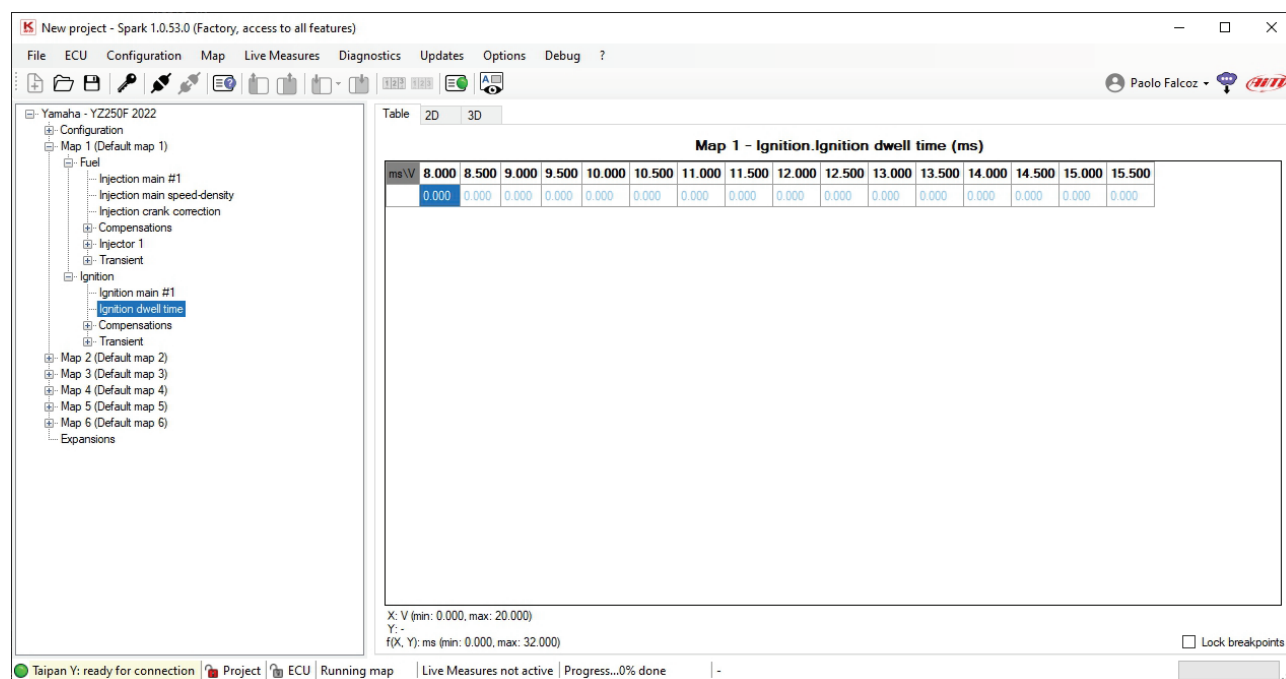 New project - Spark 1.0.53.0 (Factory, access to all features)
File ECU Configuration Map Live Measures Diagnostics Updates Options Debug ?
Paolo Falcoz
Yamaha - YZ250F 2022
Configuration
Map 1 (Default map 1)
Fuel
Injection main #1
Injection main speed-density
Injection crank correction
Compensations
Injector 1
Transient
Ignition
Ignition main #1
Ignition dwell time
Compensations
Transient
Map 2 (Default map 2)
Map 3 (Default map 3)
Map 4 (Default map 4)
Map 5 (Default map 5)
Map 6 (Default map 6)
Expansions
Table 2D 3D
Map 1 - Ignition.Ignition dwell time (ms)
ms\V 8.000 8.500 9.000 9.500 10.000 10.500 11.000 11.500 12.000 12.500 13.000 13.500 14.000 14.500 15.000 15.500
0.000 0.000 0.000 0.000 0.000 0.000 0.000 0.000 0.000 0.000 0.000 0.000 0.000 0.000 0.000 0.000
X: V (min: 0.000, max: 20.000)
Y: -
f(X, Y): ms (min: 0.000, max: 32.000)
Lock breakpoints
Taipan Y: ready for connection Project ECU Running map Live Measures not active Progress...0% done -